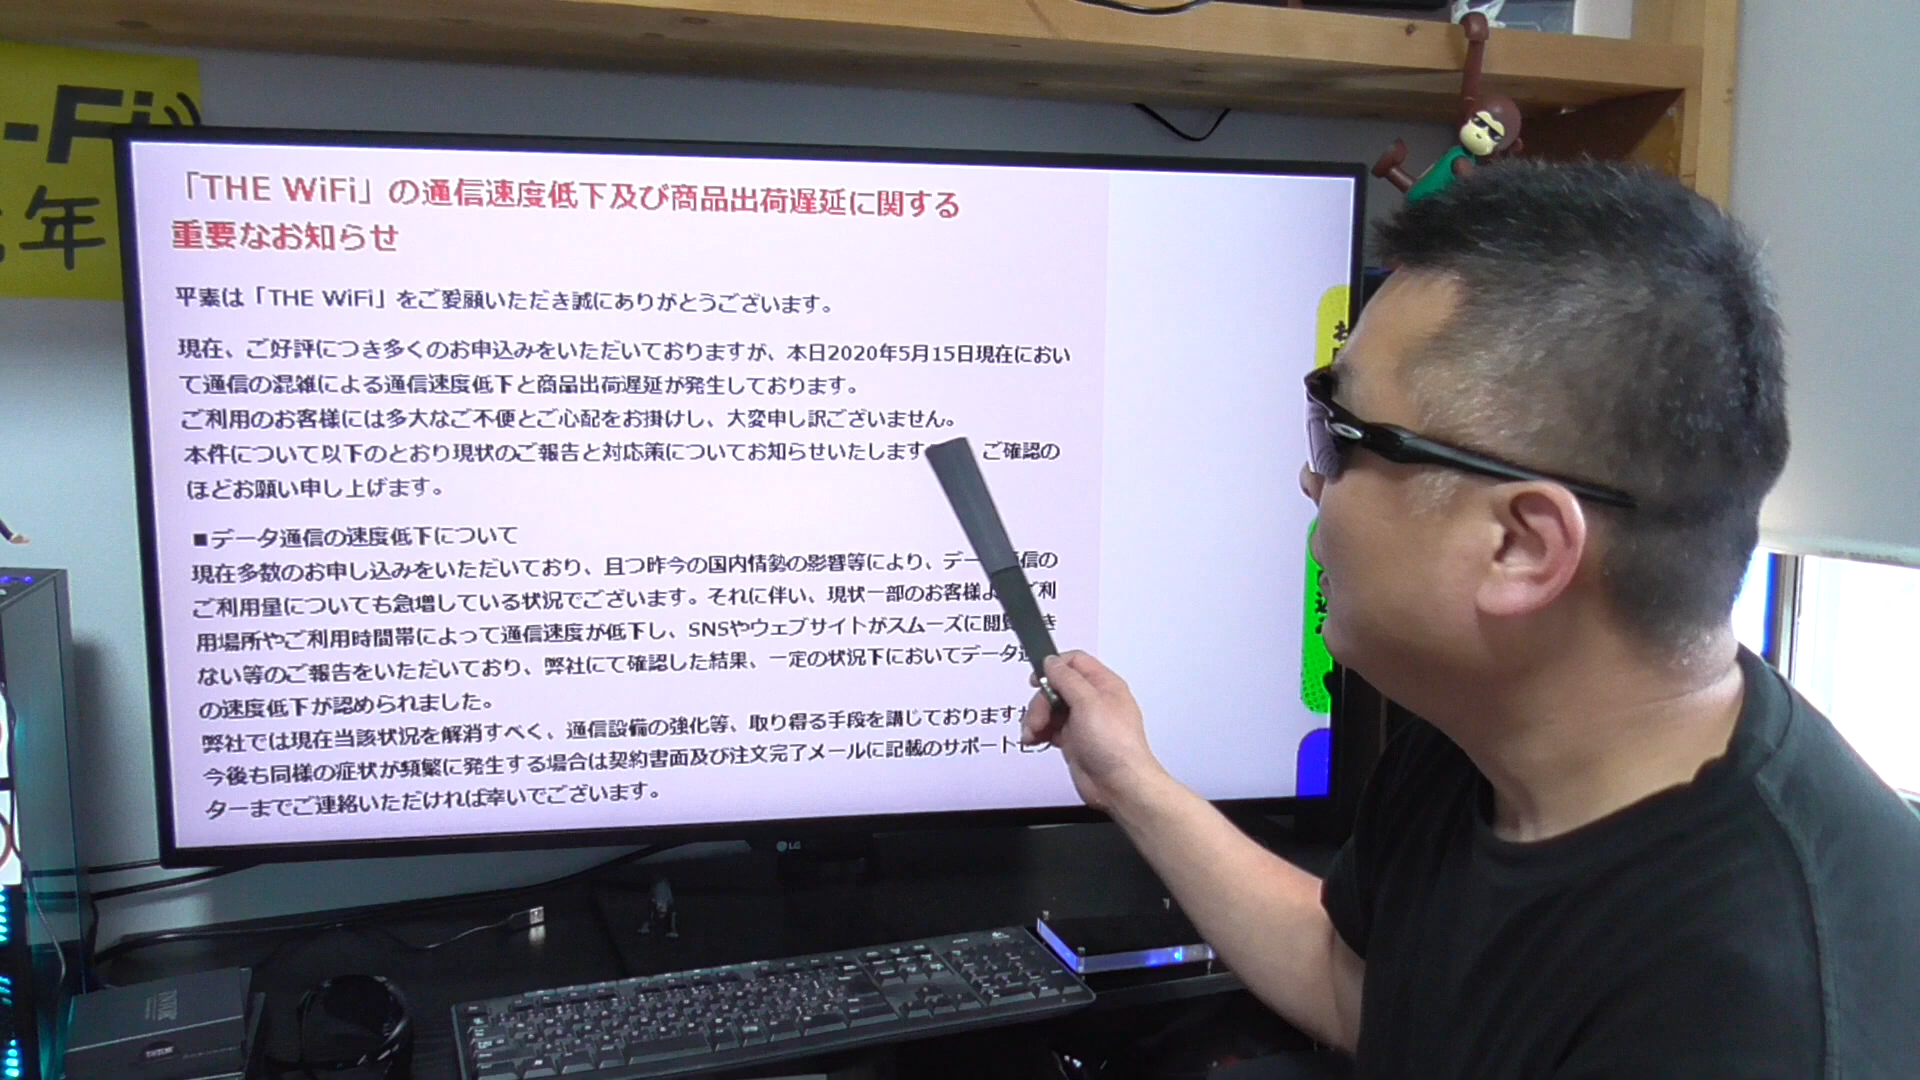 -Fi
年
「THE WiFi」の通信速度低下及び商品出荷遅延に関する
重要なお知らせ
平素は「THE WiFi」をご愛顧いただき誠にありがとうございます。
現在、ご好評につき多くのお申込みをいただいておりますが、本日2020年5月15日現在におい
て通信の混雑による通信速度低下と商品出荷遅延が発生しております。
ご利用のお客様には多大なご不便とご心配をお掛けし、大変申し訳ございません。
本件について以下のとおり現状のご報告と対応策についてお知らせいたします ご確認の
ほどお願い申し上げます。
■データ通信の速度低下について
現在多数のお申し込みをいただいており、且つ昨今の国内情勢の影響等により、デー 通信の
ご利用量についても急増している状況でございます。それに伴い、現状一部のお客様よ ご利
用場所やご利用時間帯によって通信速度が低下し、SNSやウェブサイトがスムーズに閲覧 き
ない等のご報告をいただいており、弊社にて確認した結果、一定の状況下においてデータ通
の速度低下が認められました。
弊社では現在当該状況を解消すべく、通信設備の強化等、取り得る手段を講じておりますが
今後も同様の症状が頻繁に発生する場合は契約書面及び注文完了メールに記載のサポートセン
ターまでご連絡いただければ幸いでございます。
LG